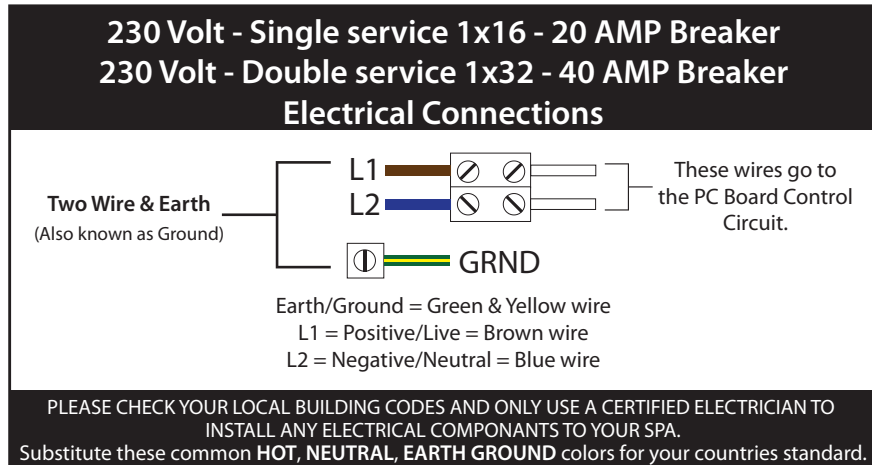 230 Volt - Single service 1x16 - 20 AMP Breaker
230 Volt - Double service 1x32 - 40 AMP Breaker
Electrical Connections
L1
L2
Two Wire & Earth
(Also known as Ground)
These wires go to
the PC Board Control
Circuit.
GRND
Earth/Ground = Green & Yellow wire
L1 = Positive/Live = Brown wire
L2 = Negative/Neutral = Blue wire
PLEASE CHECK YOUR LOCAL BUILDING CODES AND ONLY USE A CERTIFIED ELECTRICIAN TO
INSTALL ANY ELECTRICAL COMPONANTS TO YOUR SPA.
Substitute these common HOT, NEUTRAL, EARTH GROUND colors for your countries standard.